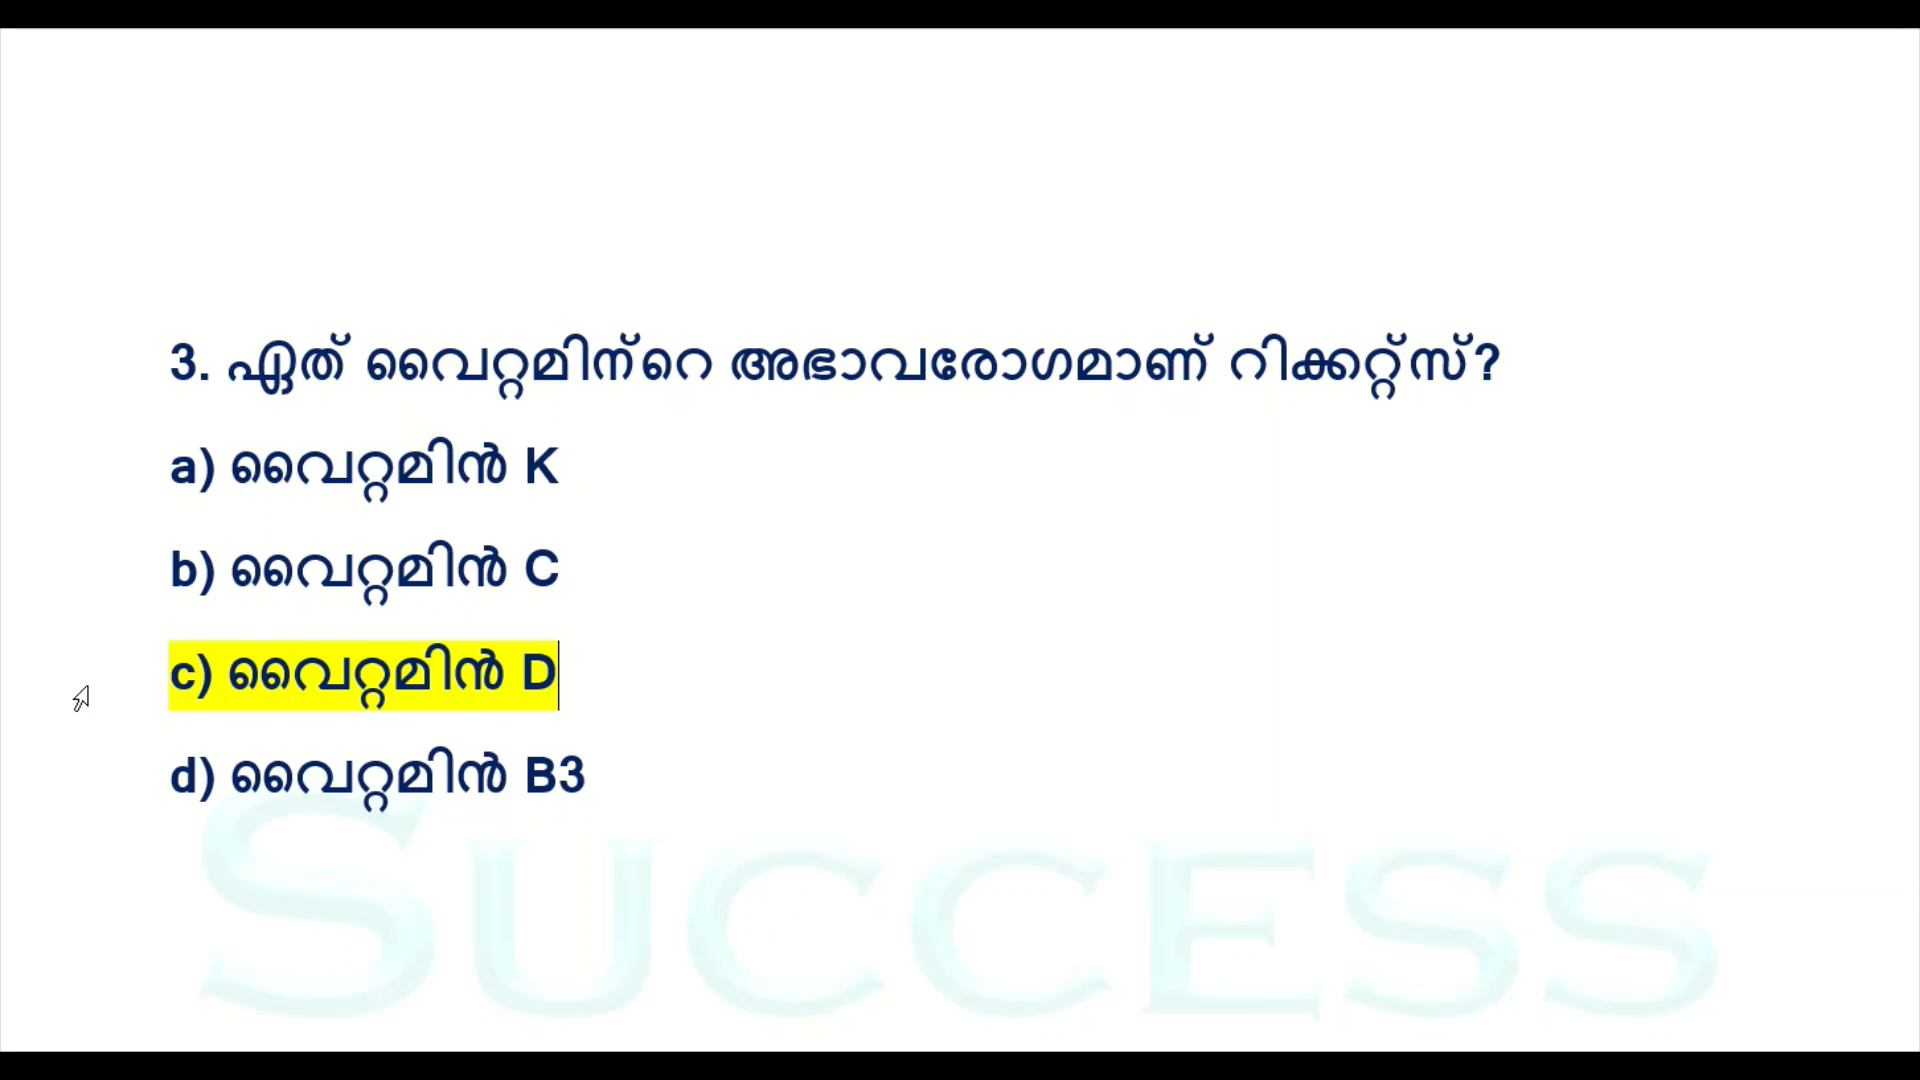 3. ഏത് വൈറ്റമിന്റെ അഭാവരോഗമാണ് റിക്കറ്റ്സ്?
a) വൈറ്റമിൻ K
b) വൈറ്റമിൻ C
c) വൈറ്റമിൻ D
d) വൈറ്റമിൻ B3
SUCCESS